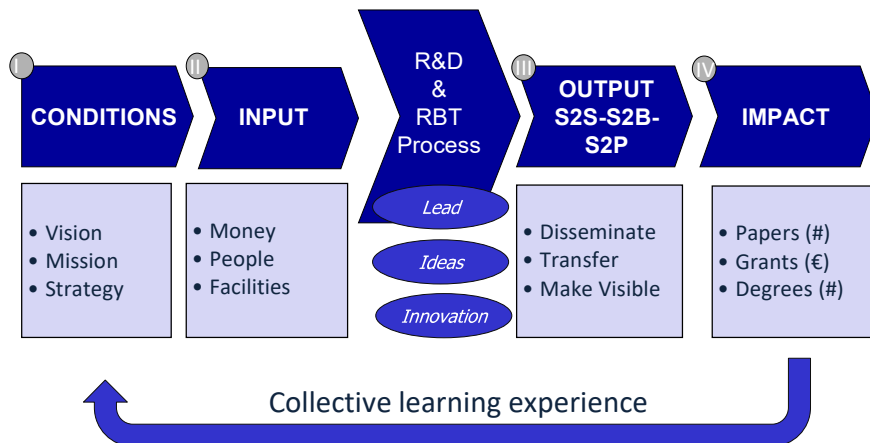 I
CONDITIONS
• Vision
• Mission
• Strategy
II
INPUT
• Money
• People
• Facilities
R&D
&
RBT
Process
Lead
Ideas
Innovation
III
OUTPUT
S2S-S2B-
S2P
• Disseminate
• Transfer
• Make Visible
IV
IMPACT
• Papers (#)
• Grants (€)
• Degrees (#)
Collective learning experience